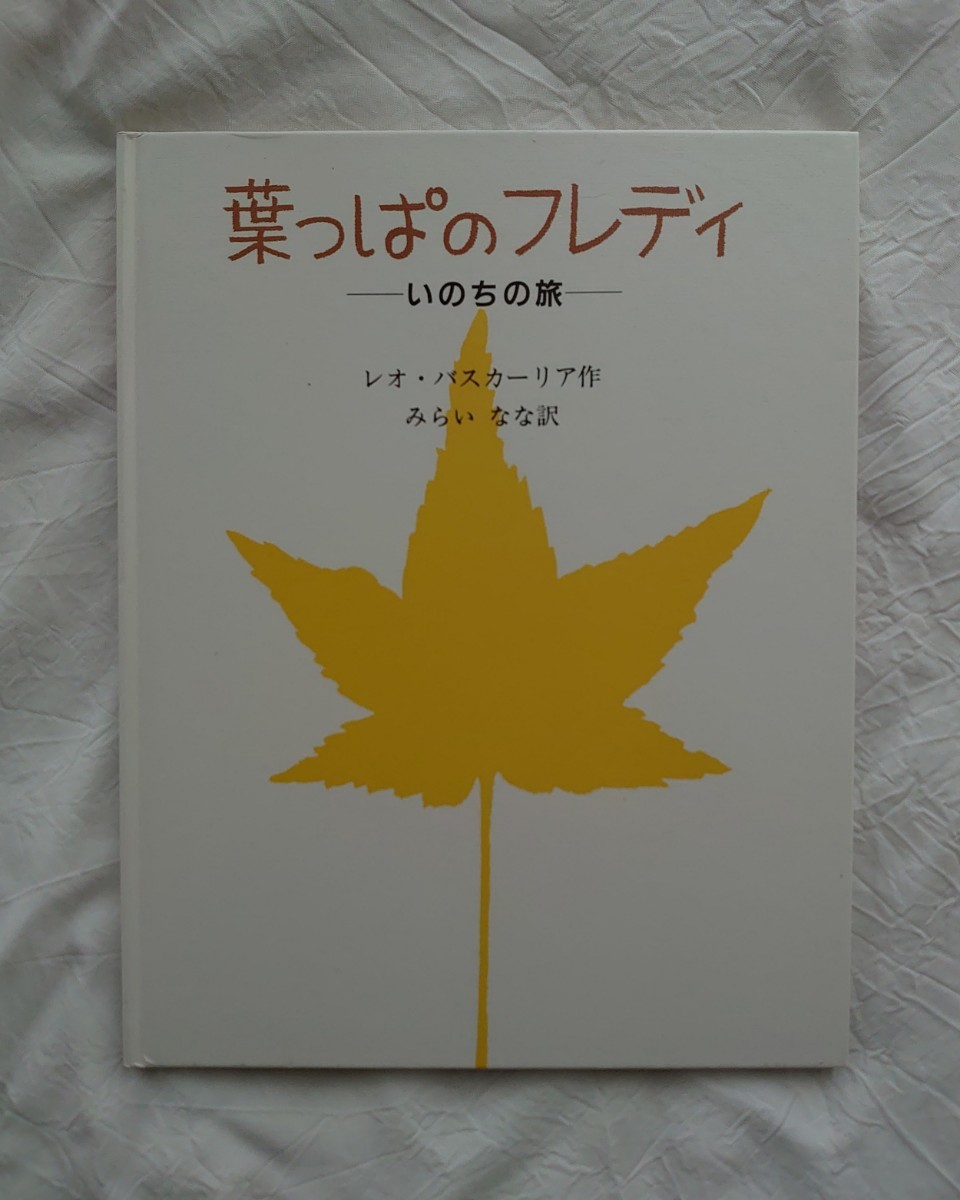 葉っぱのフレディ
―いのちの旅―
レオ・バスカーリア作
みらい なな訳